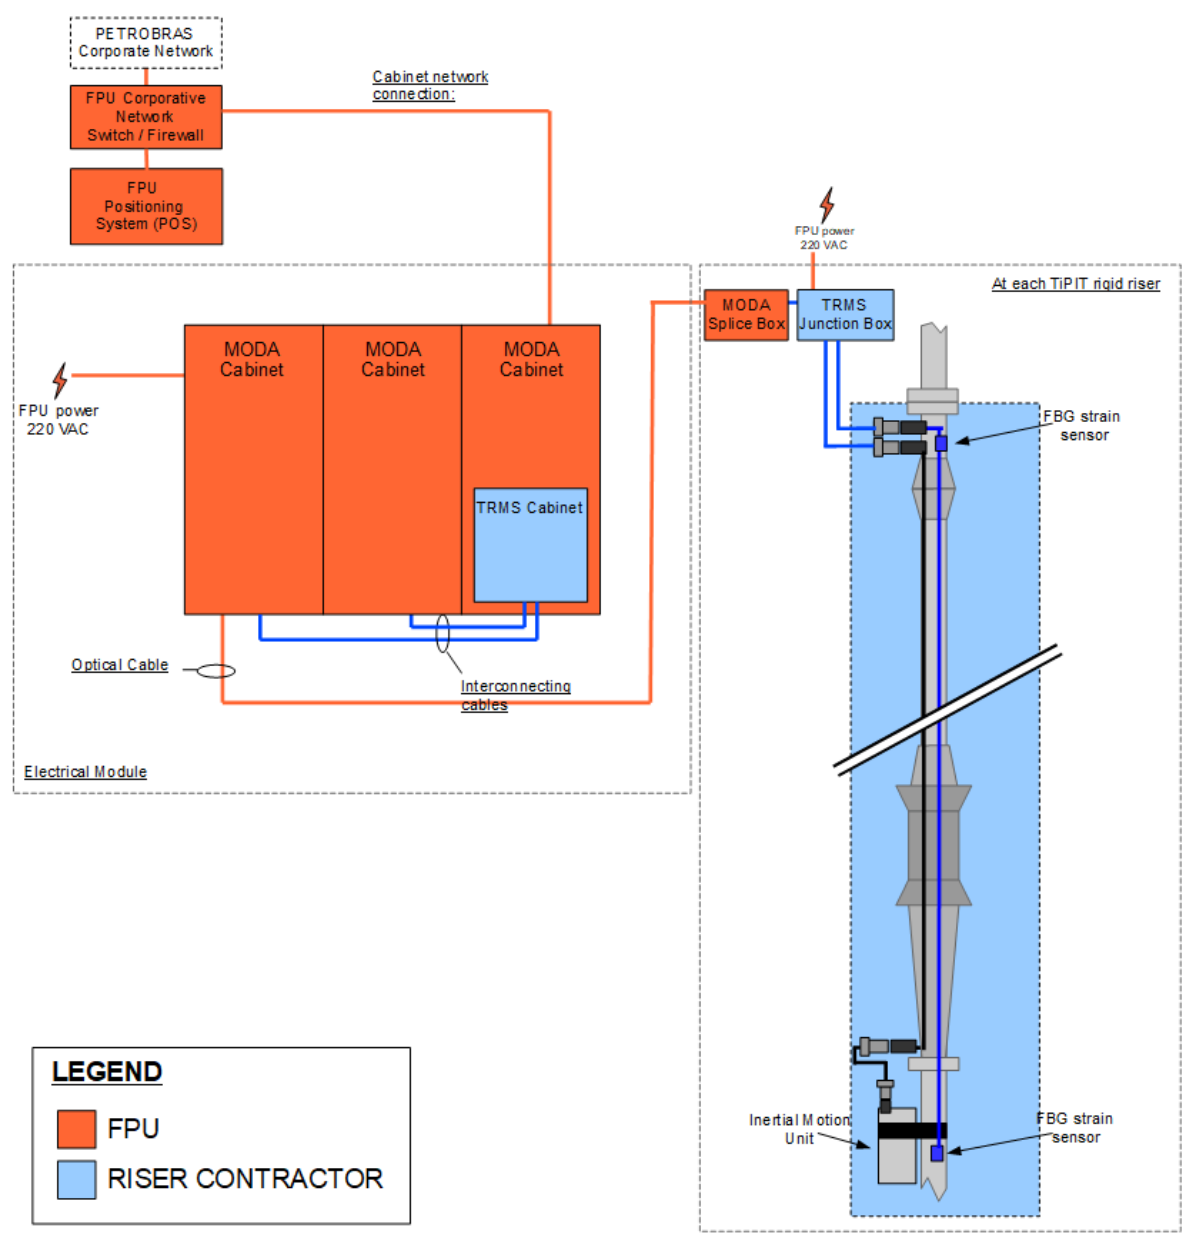 PETROBRAS
Corporate Network
FPU Corporative
Network
Switch / Firewall
FPU
Positioning
System (POS)
Cabinet network
connection:
FPU power
220 VAC
At each TiPIT rigid riser
MODA
Splice Box
TRMS
Junction Box
MODA
Cabinet
MODA
Cabinet
MODA
Cabinet
FPU power
220 VAC
TRMS Cabinet
FBG strain
sensor
Optical Cable
Interconnecting
cables
Electrical Module
LEGEND
FPU
RISER CONTRACTOR
Inertial Motion
Unit
FBG strain
sensor